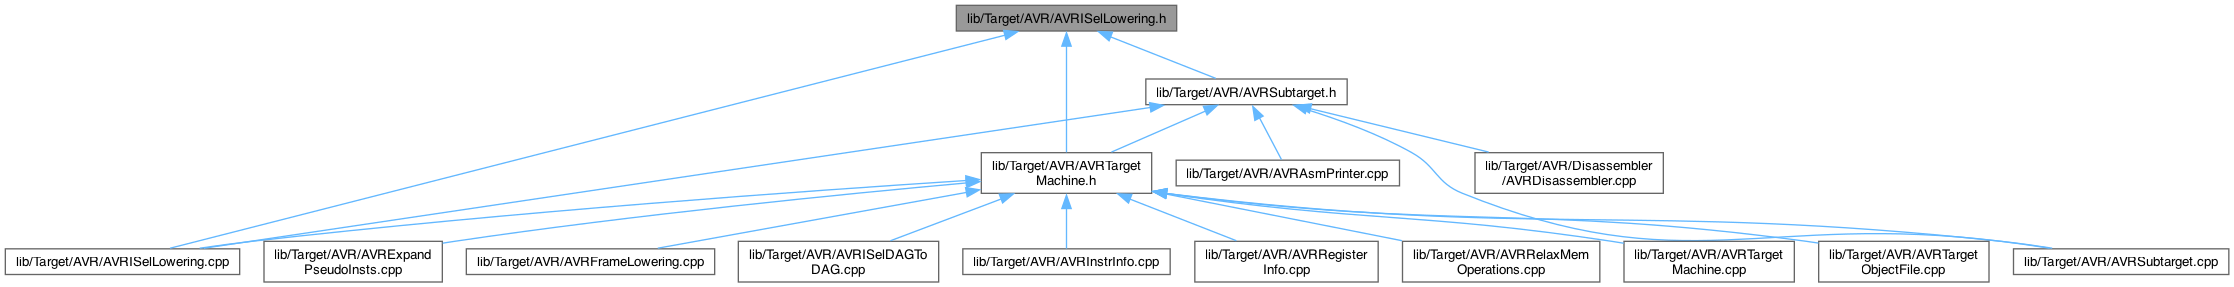 lib/Target/AVR/AVRISelLowering.h
lib/Target/AVR/AVRSubtarget.h
lib/Target/AVR/AVRTarget
Machine.h
lib/Target/AVR/AVRAsmPrinter.cpp
lib/Target/AVR/Disassembler
/AVRDisassembler.cpp
lib/Target/AVR/AVRISelLowering.cpp
lib/Target/AVR/AVRExpand
PseudoInsts.cpp
lib/Target/AVR/AVRFrameLowering.cpp
lib/Target/AVR/AVRISelDAGTo
DAG.cpp
lib/Target/AVR/AVRInstrInfo.cpp
lib/Target/AVR/AVRRegister
Info.cpp
lib/Target/AVR/AVRRelaxMem
Operations.cpp
lib/Target/AVR/AVRTarget
Machine.cpp
lib/Target/AVR/AVRTarget
ObjectFile.cpp
lib/Target/AVR/AVRSubtarget.cpp